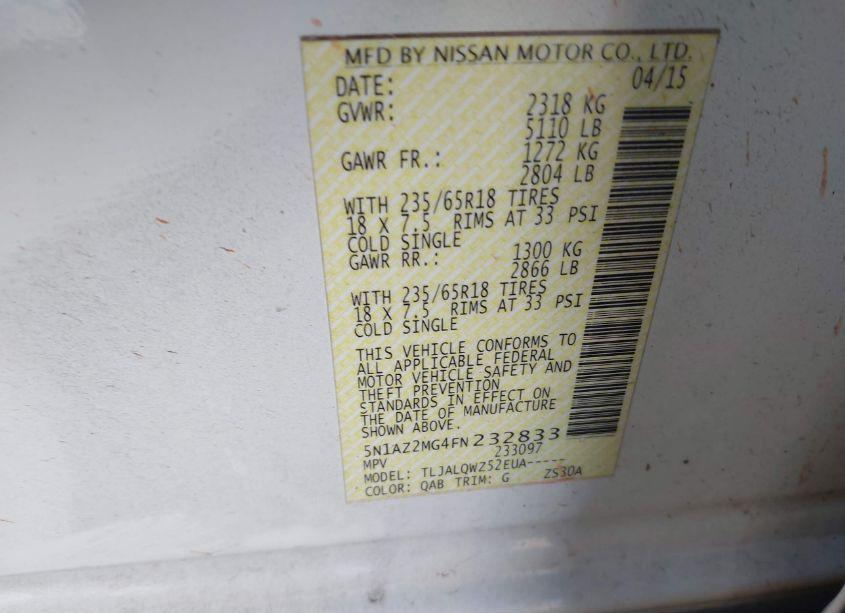 MFD BY NISSAN MOTOR CO., LTD.
DATE: 04/15
GVWR: 2318 KG
5110 LB
GAWR FR.: 1272 KG
2804 LB
WITH 235/65R18 TIRES
18 X 7.5 RIMS AT 33 PSI
COLD SINGLE
GAWR RR.: 1300 KG
2866 LB
WITH 235/65R18 TIRES
18 X 7.5 RIMS AT 33 PSI
COLD SINGLE
THIS VEHICLE CONFORMS TO
ALL APPLICABLE FEDERAL
MOTOR VEHICLE SAFETY AND
THEFT PREVENTION
STANDARDS IN EFFECT ON
THE DATE OF MANUFACTURE
SHOWN ABOVE.
5N1AZ2MG4FN232833
MPV 233097
MODEL: TLJALQWZ52EUA-----
COLOR: QAB TRIM: G ZS30A